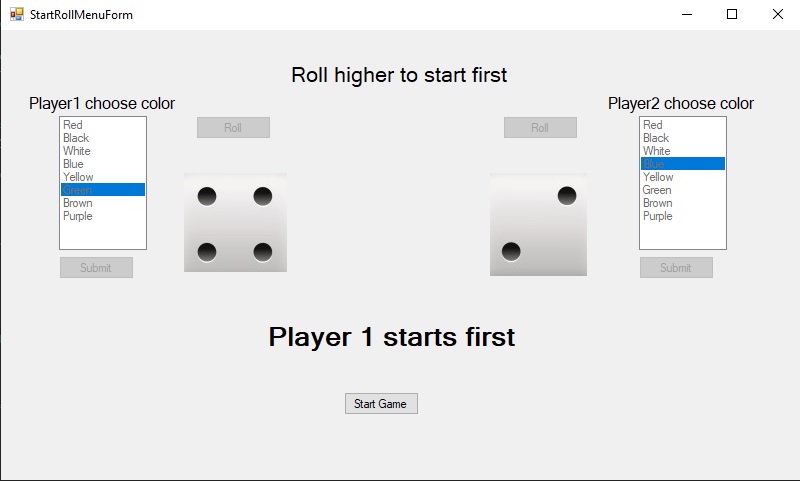 StartRollMenuForm
Roll higher to start first
Player1 choose color
Player2 choose color
Roll
Roll
Red
Black
White
Blue
Yellow
Green
Brown
Purple
Red
Black
White
Blue
Yellow
Green
Brown
Purple
Submit
Submit
Player 1 starts first
Start Game